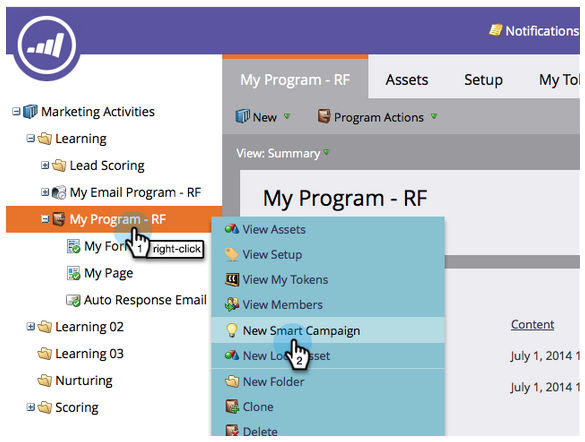 Notifications
My Program - RF
Assets
Setup
My To
New
Program Actions
View: Summary
My Program - RF
Marketing Activities
Learning
Lead Scoring
My Email Program - RF
My Program - RF
1 right-click
My For
My Page
Auto Response Email
Learning 02
Learning 03
Nurturing
Scoring
View Assets
View Setup
View My Tokens
View Members
New Smart Campaign
2
New Lo Asset
New Folder
Clone
Delete
Content
July 1, 2014 1
July 1, 2014 1